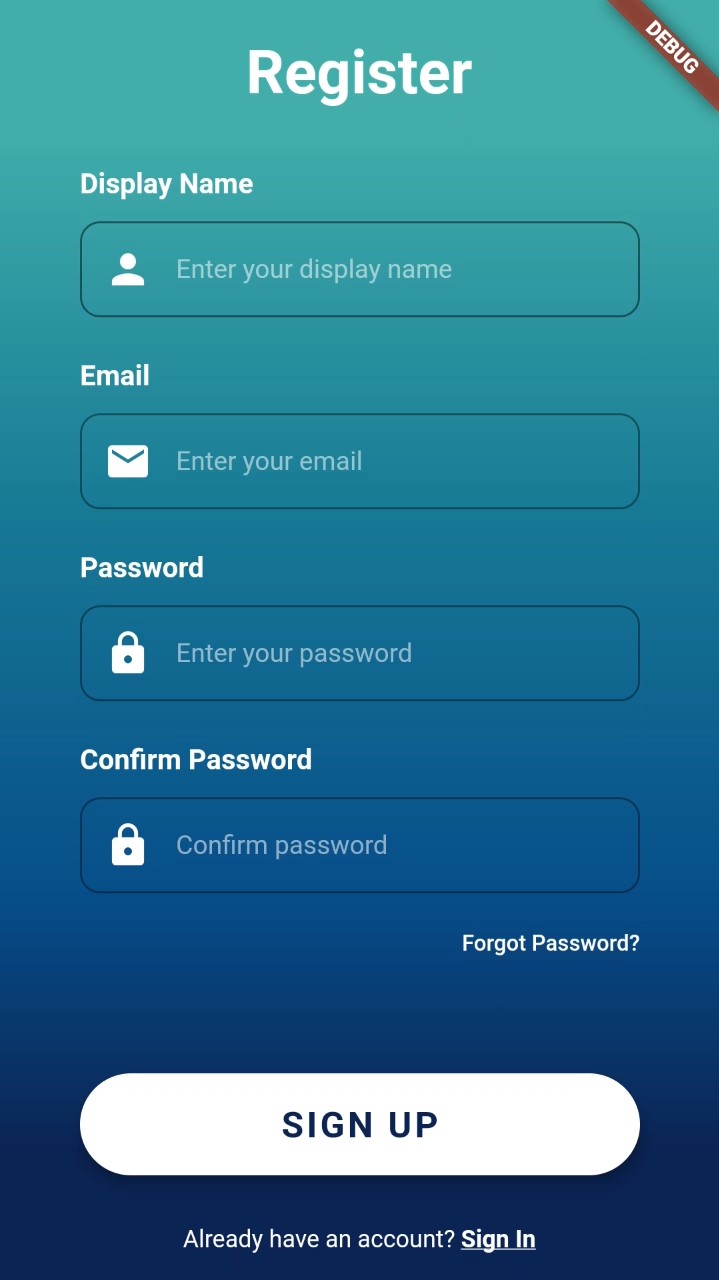 DEBUG
Register
Display Name
Enter your display name
Email
Enter your email
Password
Enter your password
Confirm Password
Confirm password
Forgot Password?
SIGN UP
Already have an account? Sign In